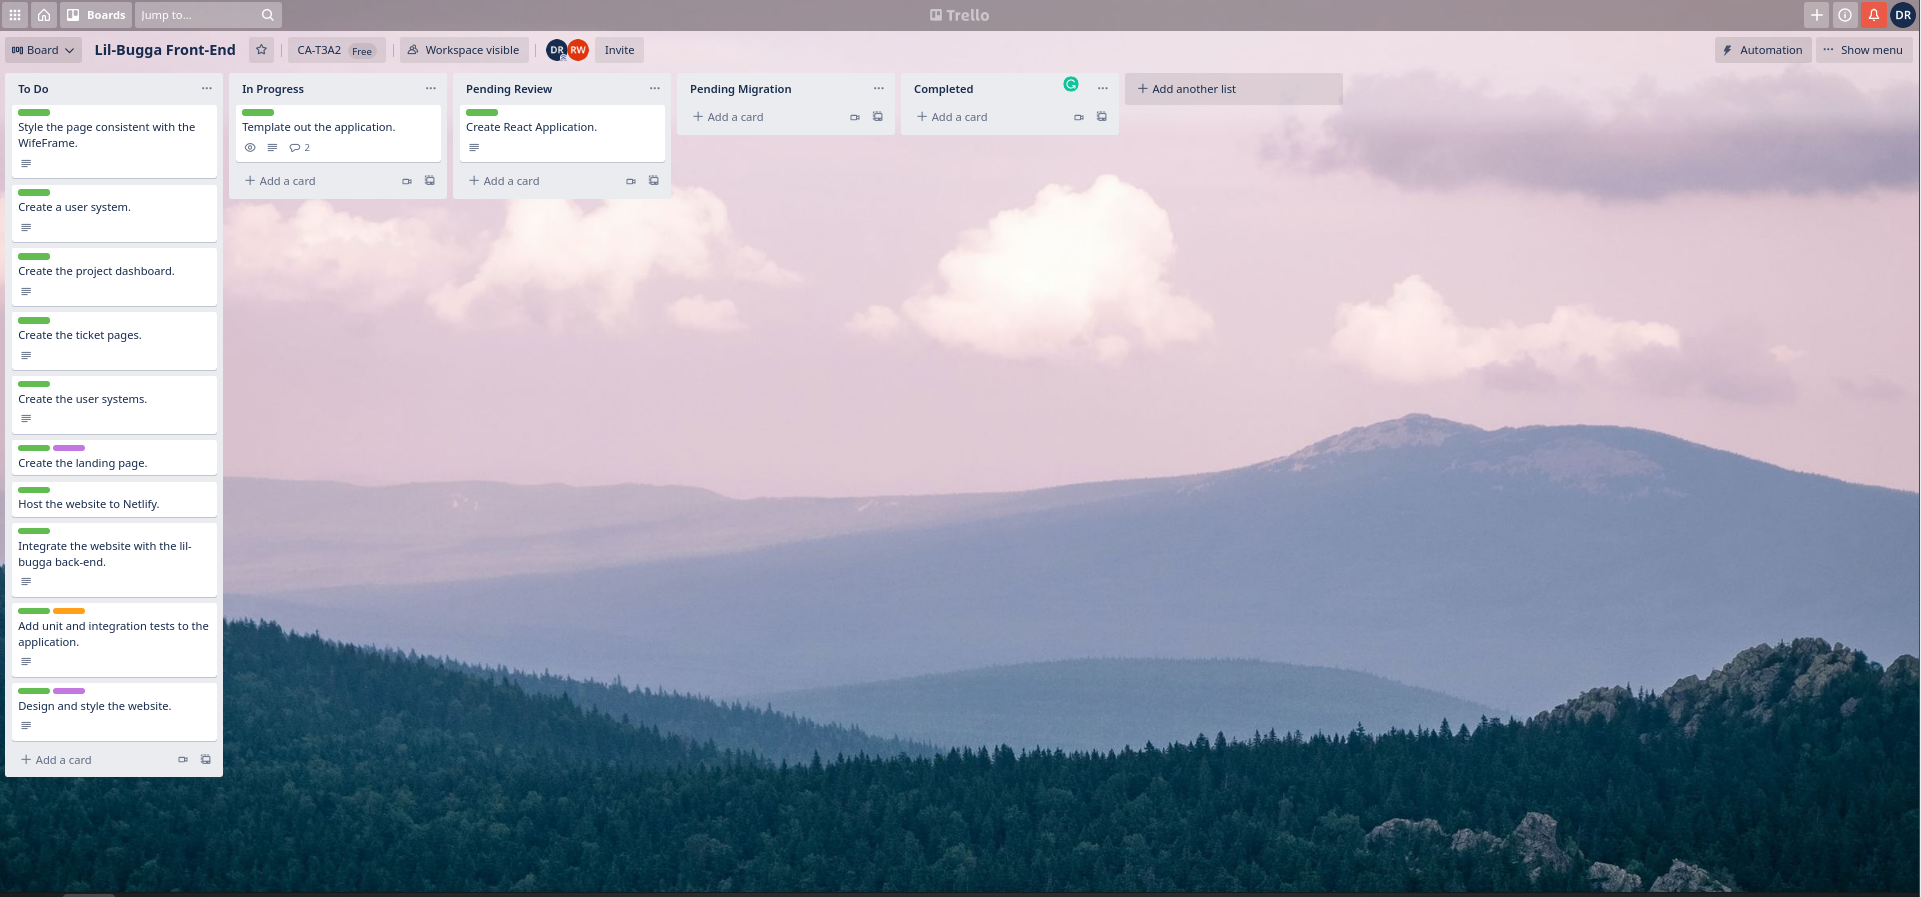 Boards
Jump to...
Trello
DR
Board
Lil-Bugga Front-End
CA-T3A2 Free
Workspace visible
DR RW
Invite
Automation
Show menu
To Do
Style the page consistent with the
WifeFrame.
Create a user system.
Create the project dashboard.
Create the ticket pages.
Create the user systems.
Create the landing page.
Host the website to Netlify.
Integrate the website with the lil-
bugga back-end.
Add unit and integration tests to the
application.
Design and style the website.
+ Add a card
In Progress
Template out the application.
2
+ Add a card
Pending Review
Create React Application.
+ Add a card
Pending Migration
+ Add a card
Completed
+ Add a card
+ Add another list